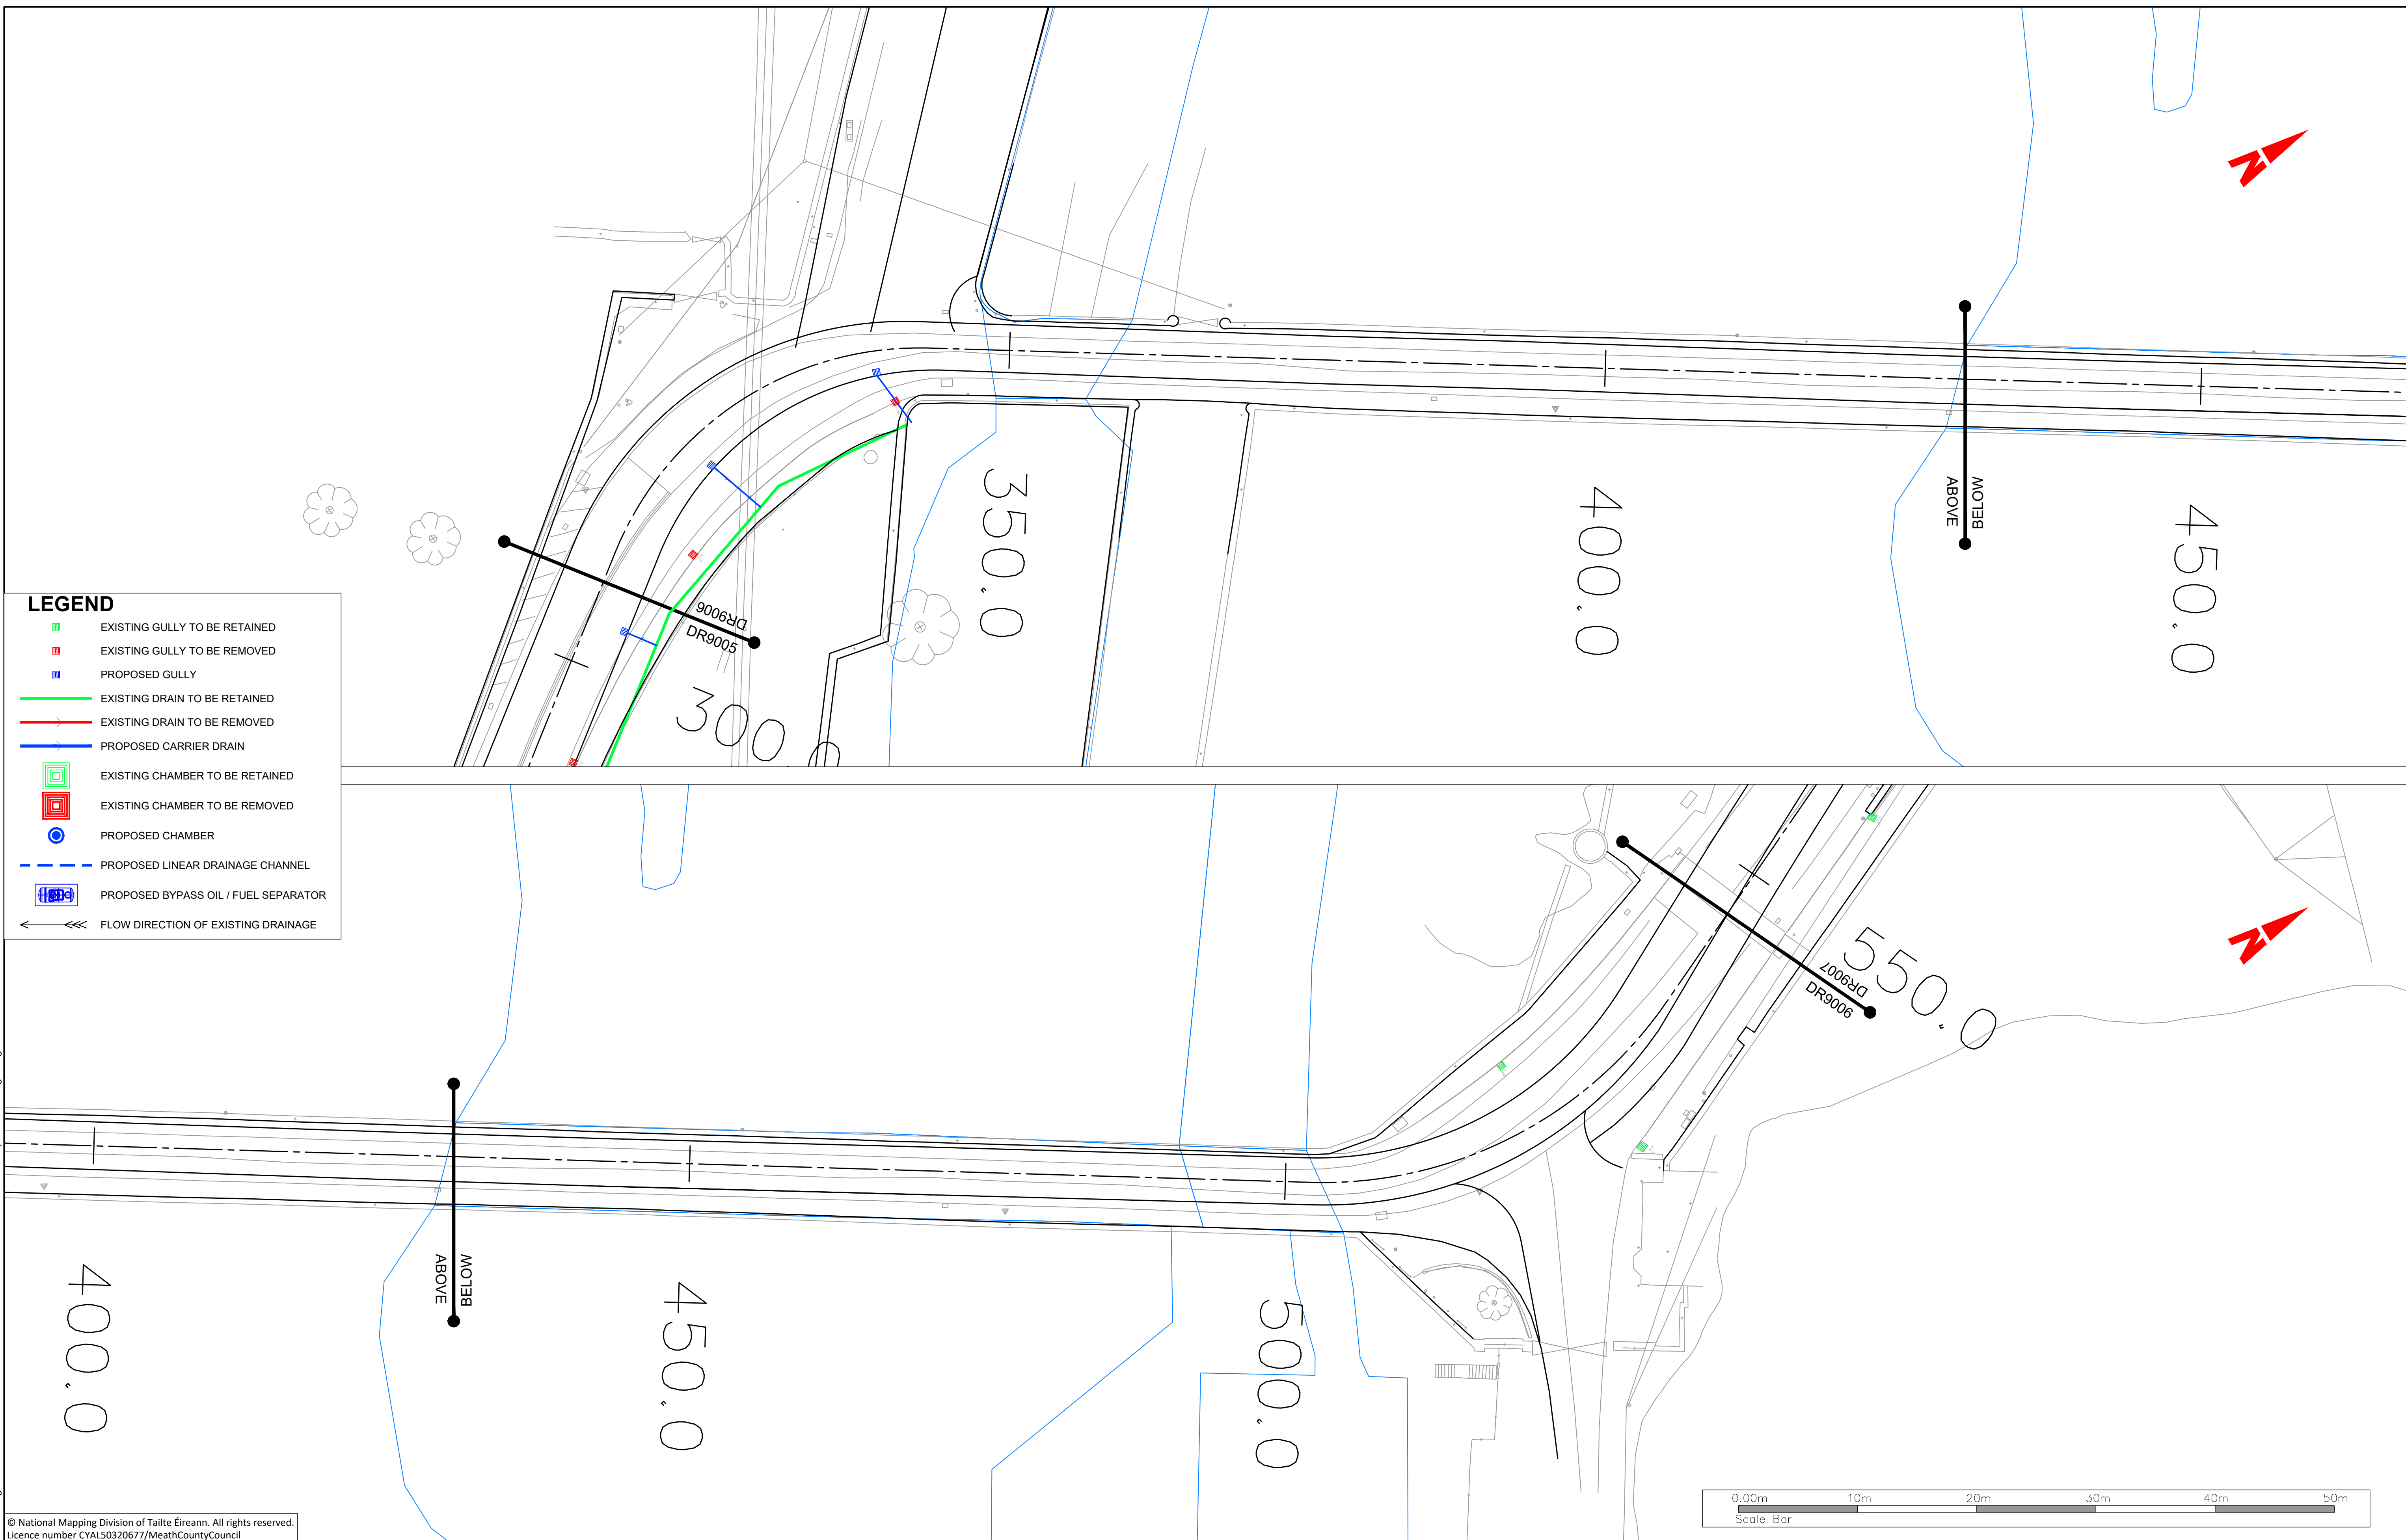 350.0
400.0
450.0
ABOVE
BELOW
DR9006
DR9005
300.0
LEGEND
EXISTING GULLY TO BE RETAINED
EXISTING GULLY TO BE REMOVED
PROPOSED GULLY
EXISTING DRAIN TO BE RETAINED
EXISTING DRAIN TO BE REMOVED
PROPOSED CARRIER DRAIN
EXISTING CHAMBER TO BE RETAINED
EXISTING CHAMBER TO BE REMOVED
PROPOSED CHAMBER
PROPOSED LINEAR DRAINAGE CHANNEL
PROPOSED BYPASS OIL / FUEL SEPARATOR
FLOW DIRECTION OF EXISTING DRAINAGE
N
N
550.0
DR9007
DR9006
ABOVE
BELOW
400.0
450.0
500.0
0.00m 10m 20m 30m 40m 50m
Scale Bar
© National Mapping Division of Tailte Éireann. All rights reserved.
Licence number CYAL50320677/MeathCountyCouncil